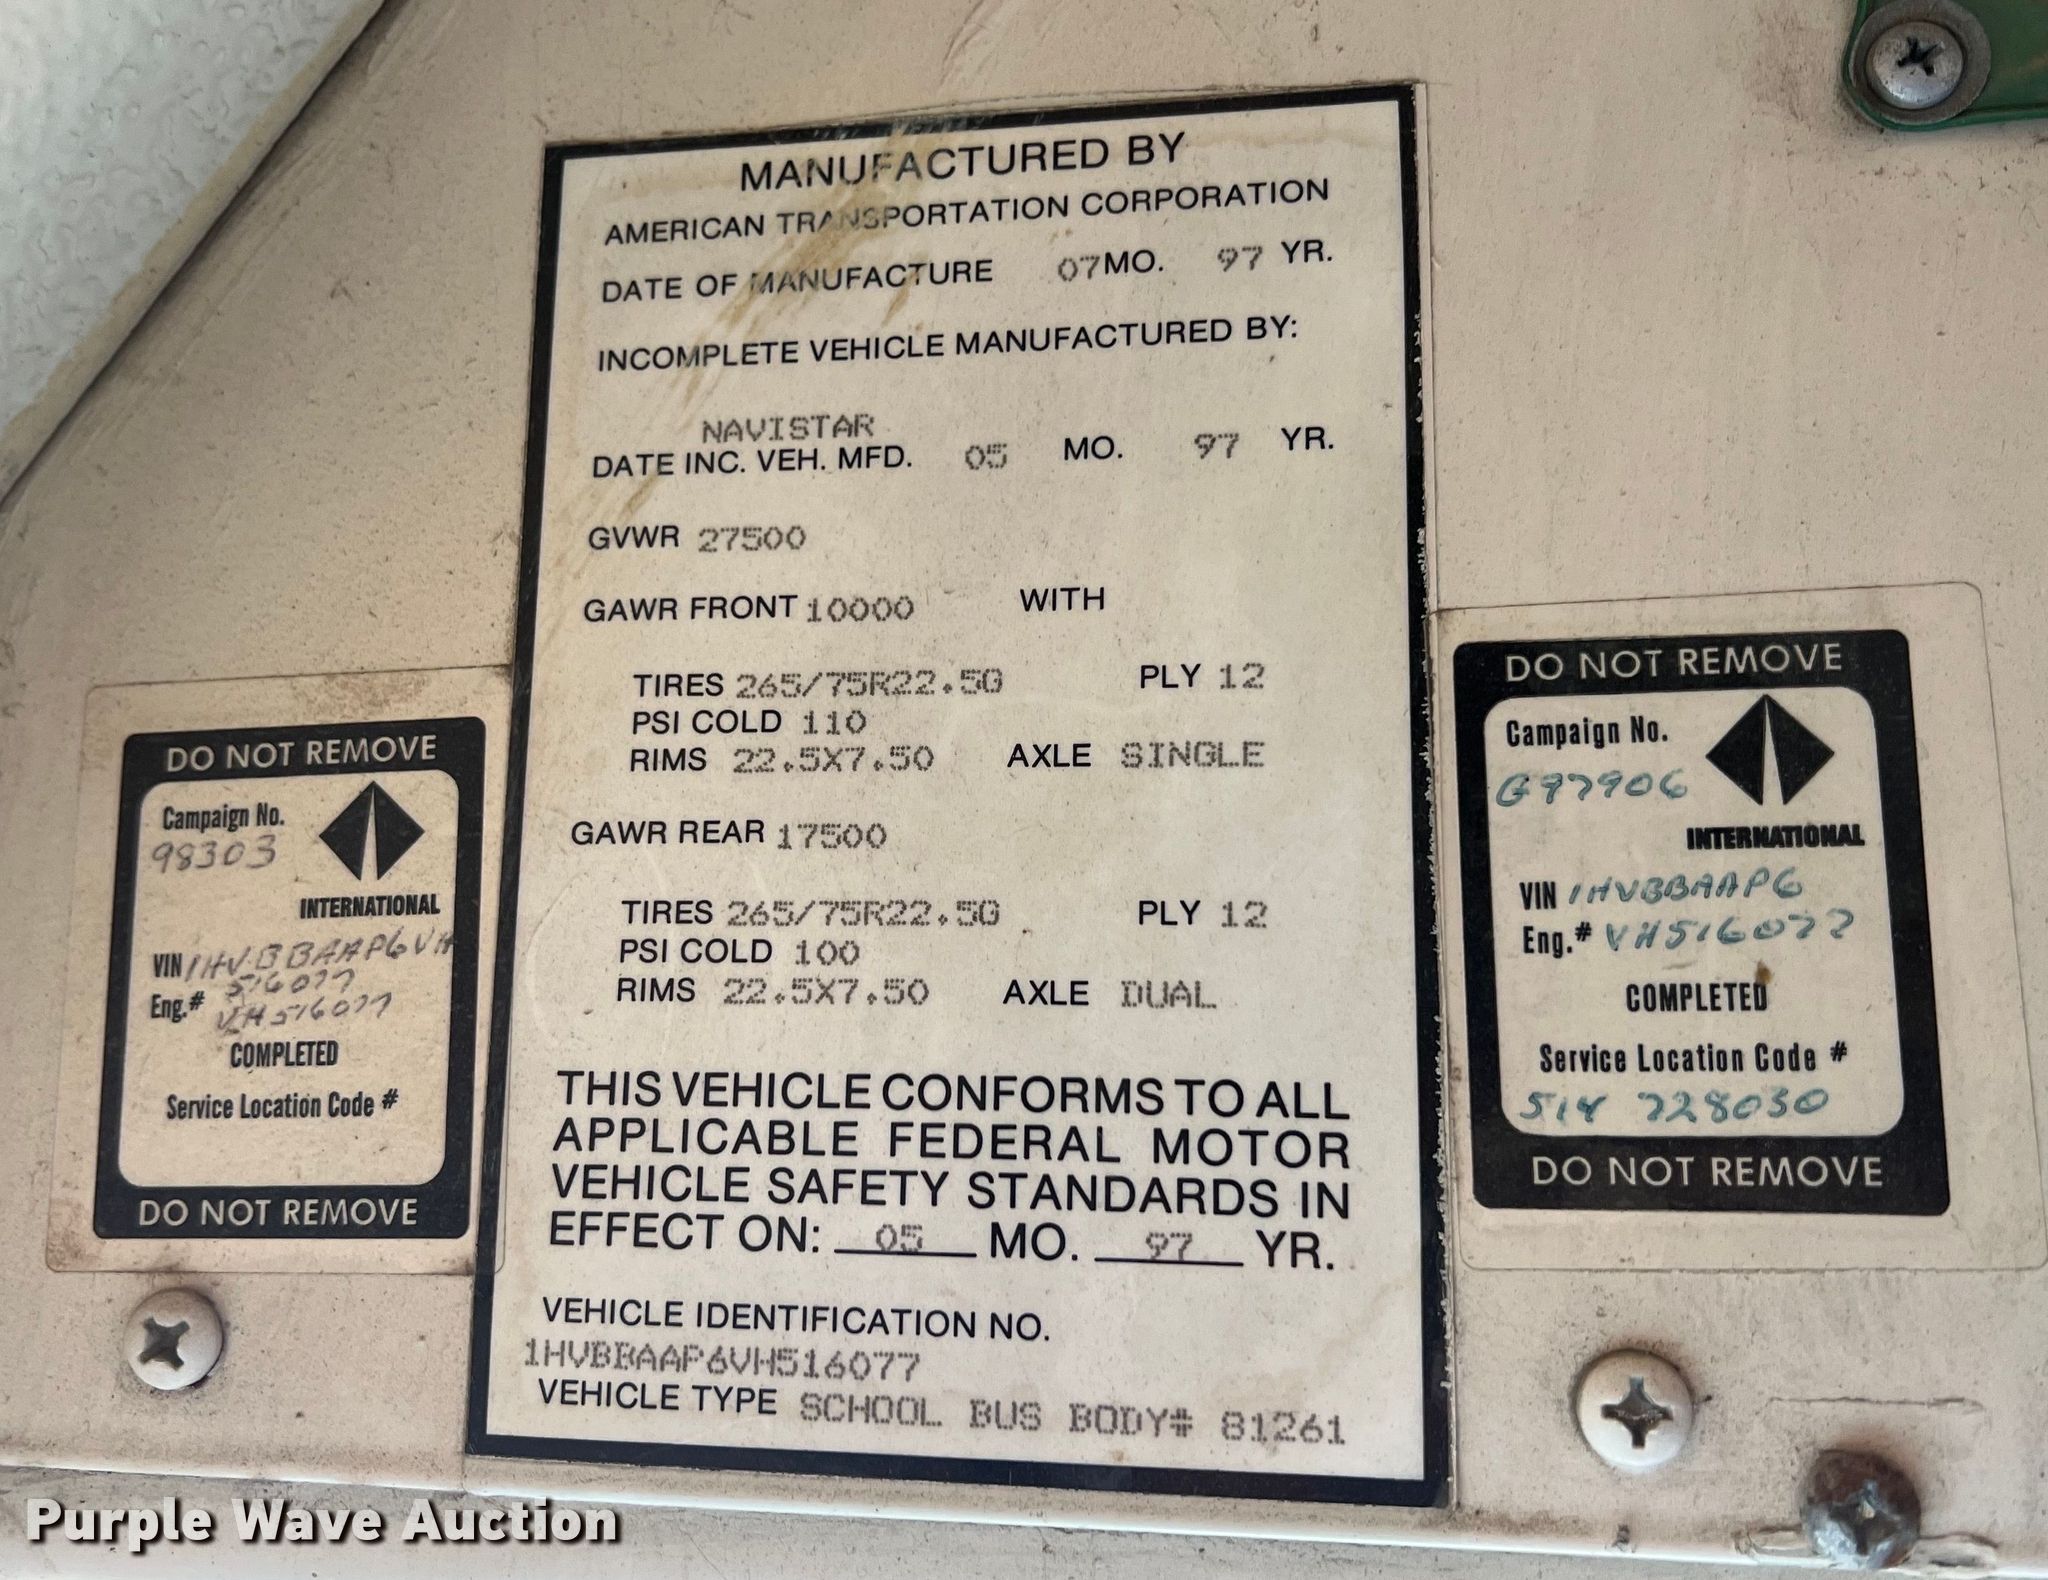 MANUFACTURED BY
AMERICAN TRANSPORTATION CORPORATION
DATE OF MANUFACTURE 07 MO. 97 YR.
INCOMPLETE VEHICLE MANUFACTURED BY:
NAVISTAR
DATE INC. VEH. MFD. 05 MO. 97 YR.
GVWR 27500
GAWR FRONT 10000 WITH
TIRES 265/75R22.5G PLY 12
PSI COLD 110
RIMS 22.5X7.50 AXLE SINGLE
GAWR REAR 17500
TIRES 265/75R22.5G PLY 12
PSI COLD 100
RIMS 22.5X7.50 AXLE DUAL
THIS VEHICLE CONFORMS TO ALL
APPLICABLE FEDERAL MOTOR
VEHICLE SAFETY STANDARDS IN
EFFECT ON: 05 MO. 97 YR.
VEHICLE IDENTIFICATION NO.
1HVBBAAP6VH516077
VEHICLE TYPE SCHOOL BUS BODY# 81261
DO NOT REMOVE
Campaign No.
98303
INTERNATIONAL
VIN 1HVBBAAP6VH
516077
Eng.# VH516077
COMPLETED
Service Location Code #
DO NOT REMOVE
DO NOT REMOVE
Campaign No.
G97906
INTERNATIONAL
VIN 1HVBBAAP6
Eng.# VH516077
COMPLETED
Service Location Code #
728030
DO NOT REMOVE
Purple Wave Auction